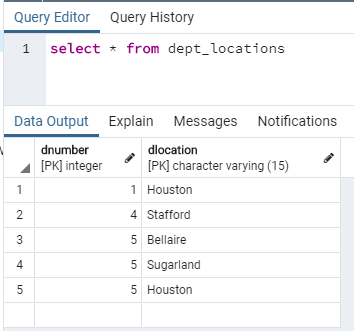 Query Editor Query History
1 select * from dept_locations
Data Output Explain Messages Notifications
dnumber dlocation
[PK] integer [PK] character varying (15)
1 1 Houston
2 4 Stafford
3 5 Bellaire
4 5 Sugarland
5 5 Houston